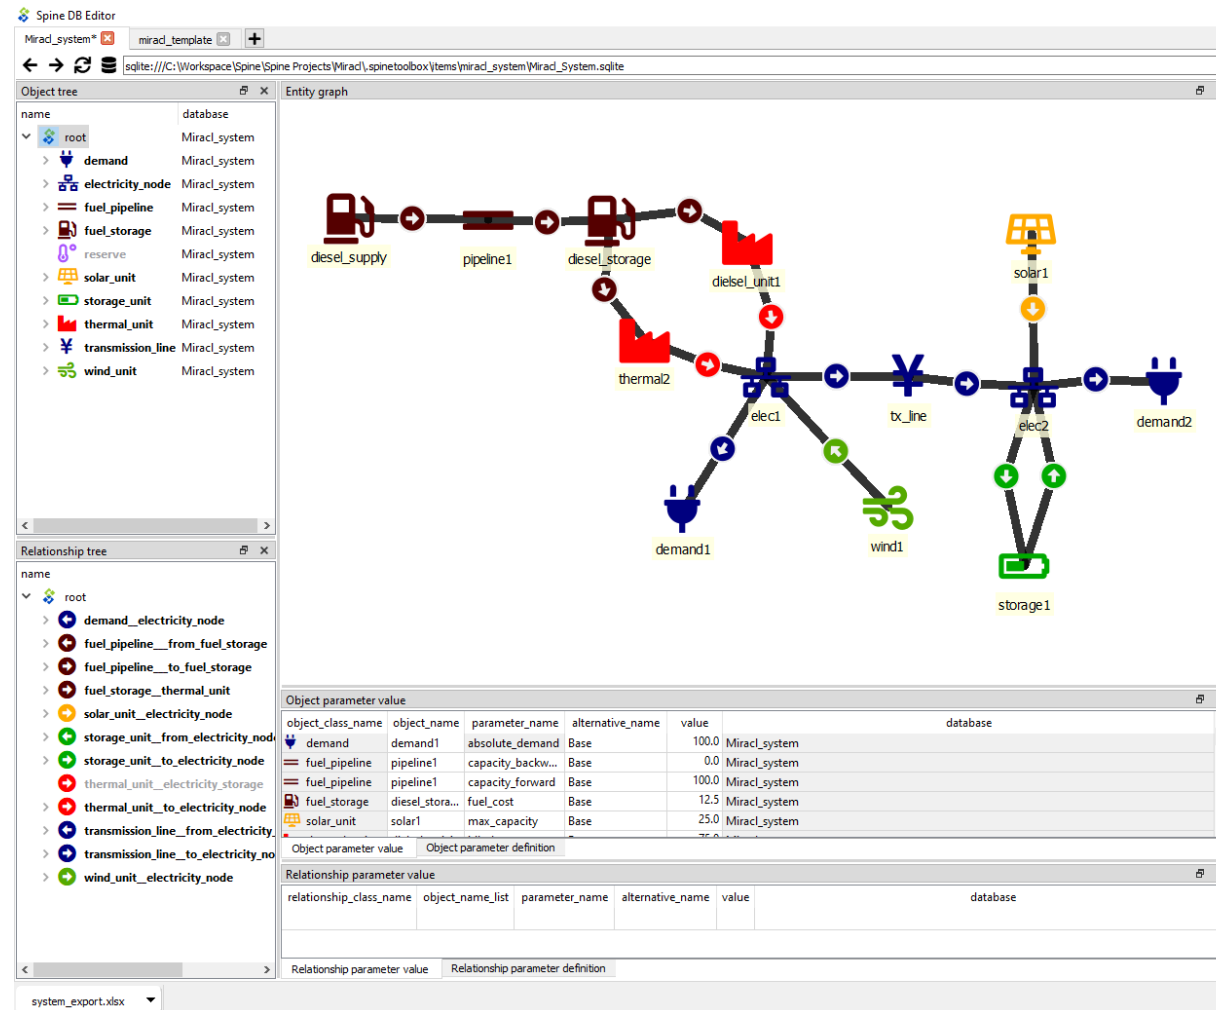 Spine DB Editor
Miracl_system*
miracl_template
sqlite:///C:\Workspace\Spine\Spine Projects\Miracl\.spinetoolbox\items\miracl_system\Miracl_System.sqlite
Object tree
name database
root Miracl_system
demand Miracl_system
electricity_node Miracl_system
fuel_pipeline Miracl_system
fuel_storage Miracl_system
reserve Miracl_system
solar_unit Miracl_system
storage_unit Miracl_system
thermal_unit Miracl_system
transmission_line Miracl_system
wind_unit Miracl_system
Relationship tree
name
root
demand__electricity_node
fuel_pipeline__from_fuel_storage
fuel_pipeline__to_fuel_storage
fuel_storage__thermal_unit
solar_unit__electricity_node
storage_unit__from_electricity_node
storage_unit__to_electricity_node
thermal_unit__electricity_storage
thermal_unit__to_electricity_node
transmission_line__from_electricity_
transmission_line__to_electricity_no
wind_unit__electricity_node
Entity graph
diesel_supply
pipeline1
diesel_storage
dielsel_unit1
solar1
thermal2
elec1
tx_line
elec2
demand2
demand1
wind1
storage1
Object parameter value
object_class_name object_name parameter_name alternative_name value database
demand demand1 absolute_demand Base 100.0 Miracl_system
fuel_pipeline pipeline1 capacity_backw... Base 0.0 Miracl_system
fuel_pipeline pipeline1 capacity_forward Base 100.0 Miracl_system
fuel_storage diesel_stora... fuel_cost Base 12.5 Miracl_system
solar_unit solar1 max_capacity Base 25.0 Miracl_system
Object parameter value Object parameter definition
Relationship parameter value
relationship_class_name object_name_list parameter_name alternative_name value database
Relationship parameter value Relationship parameter definition
system_export.xlsx